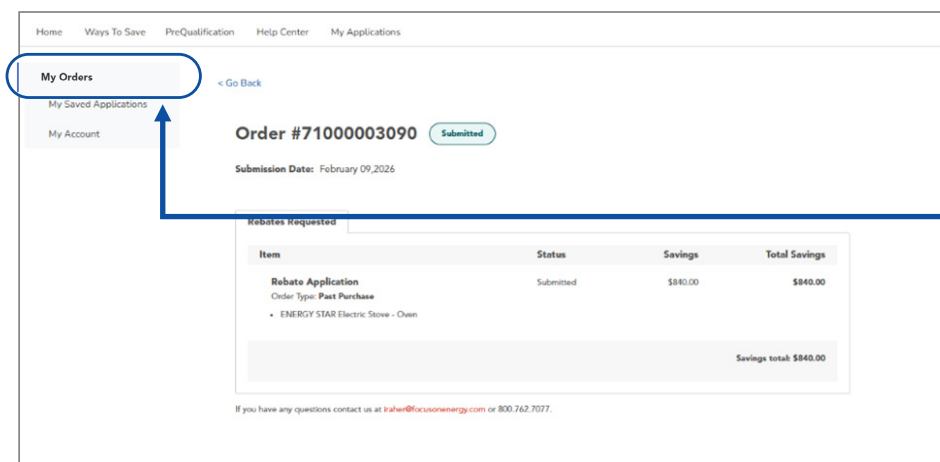 Home Ways To Save PreQualification Help Center My Applications
My Orders
My Saved Applications
My Account
< Go Back
Order #71000003090 Submitted
Submission Date: February 09,2026
Rebates Requested
Item Status Savings Total Savings
Rebate Application Submitted $840.00 $840.00
Order Type: Past Purchase
• ENERGY STAR Electric Stove - Oven
Savings total: $840.00
If you have any questions contact us at iraher@focusonenergy.com or 800.762.7077.